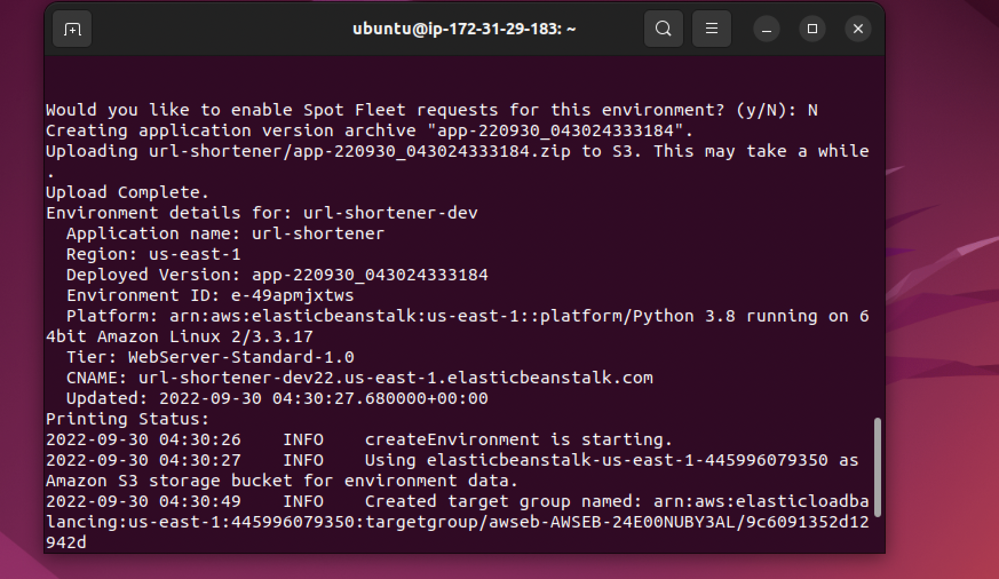 ubuntu@ip-172-31-29-183: ~
Would you like to enable Spot Fleet requests for this environment? (y/N): N
Creating application version archive "app-220930_043024333184".
Uploading url-shortener/app-220930_043024333184.zip to S3. This may take a while
.
Upload Complete.
Environment details for: url-shortener-dev
  Application name: url-shortener
  Region: us-east-1
  Deployed Version: app-220930_043024333184
  Environment ID: e-49apmjxtws
  Platform: arn:aws:elasticbeanstalk:us-east-1::platform/Python 3.8 running on 6
4bit Amazon Linux 2/3.3.17
  Tier: WebServer-Standard-1.0
  CNAME: url-shortener-dev22.us-east-1.elasticbeanstalk.com
  Updated: 2022-09-30 04:30:27.680000+00:00
Printing Status:
2022-09-30 04:30:26    INFO    createEnvironment is starting.
2022-09-30 04:30:27    INFO    Using elasticbeanstalk-us-east-1-445996079350 as
Amazon S3 storage bucket for environment data.
2022-09-30 04:30:49    INFO    Created target group named: arn:aws:elasticloadba
lancing:us-east-1:445996079350:targetgroup/awseb-AWSEB-24E00NUBY3AL/9c6091352d12
942d